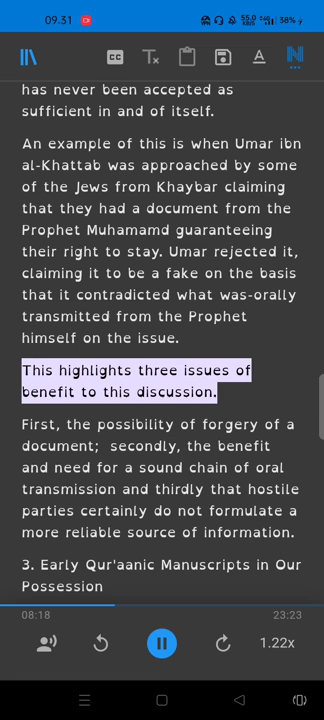 09.31
55.0
KB/S
38%
CC
T
A
N
has never been accepted as
sufficient in and of itself.
An example of this is when Umar ibn
al-Khattab was approached by some
of the Jews from Khaybar claiming
that they had a document from the
Prophet Muhamamd guaranteeing
their right to stay. Umar rejected it,
claiming it to be a fake on the basis
that it contradicted what was-orally
transmitted from the Prophet
himself on the issue.
This highlights three issues of
benefit to this discussion.
First, the possibility of forgery of a
document;  secondly, the benefit
and need for a sound chain of oral
transmission and thirdly that hostile
parties certainly do not formulate a
more reliable source of information.
3. Early Qur'aanic Manuscripts in Our
Possession
08:18
23:23
1.22x